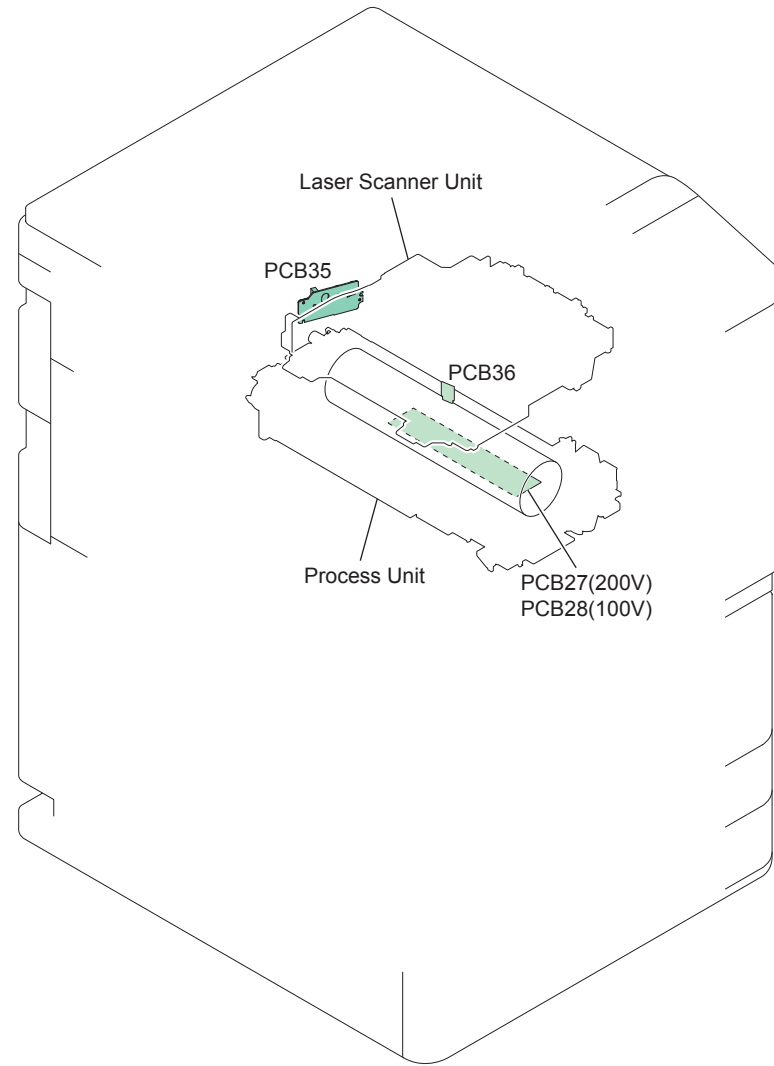 Laser Scanner Unit
PCB35
PCB36
Process Unit
PCB27(200V)
PCB28(100V)